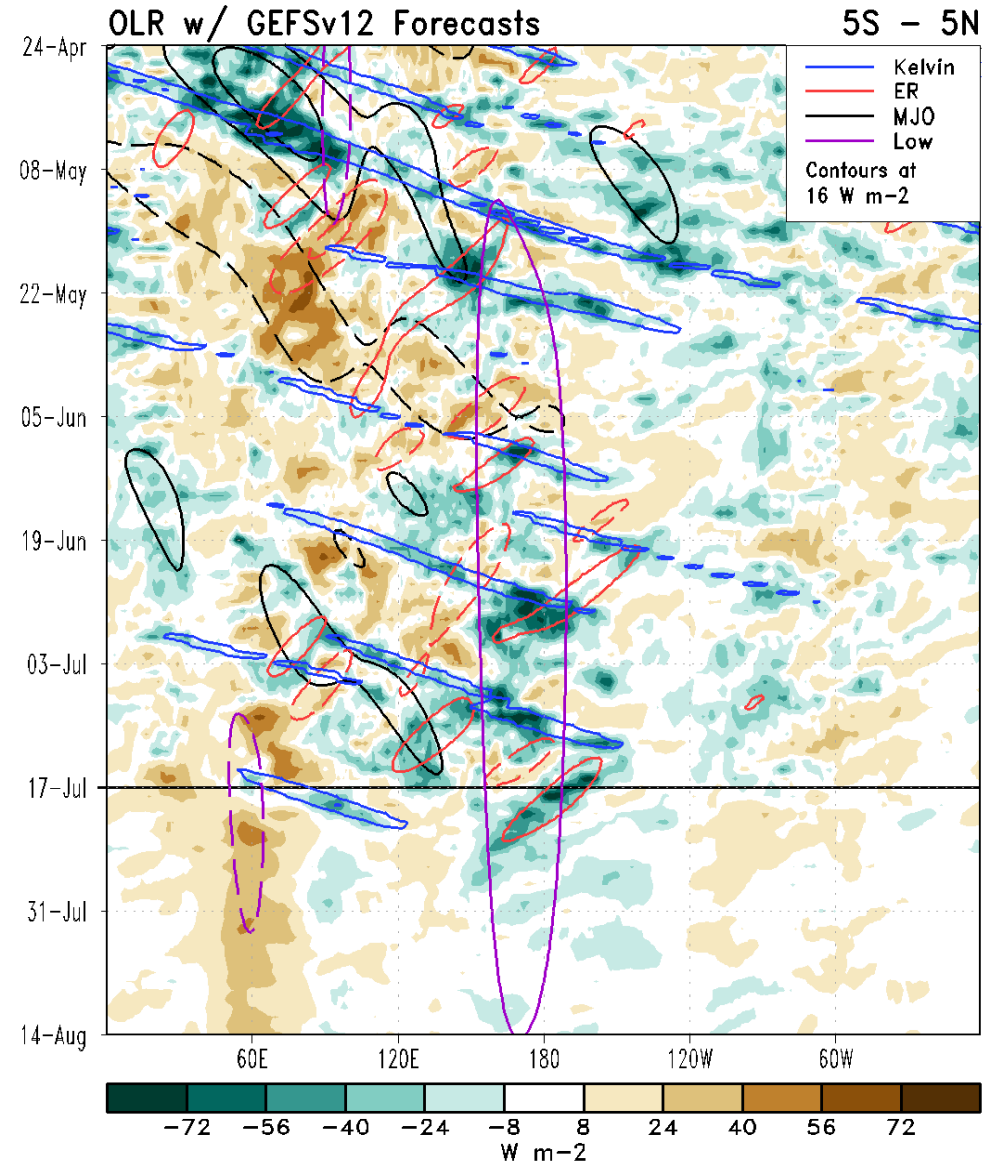 OLR w/ GEFSv12 Forecasts 5S - 5N
24-Apr
08-May
22-May
05-Jun
19-Jun
03-Jul
17-Jul
31-Jul
14-Aug
Kelvin
ER
MJO
Low
Contours at
16 W m-2
60E 120E 180 120W 60W
-72 -56 -40 -24 -8 8 24 40 56 72
W m-2